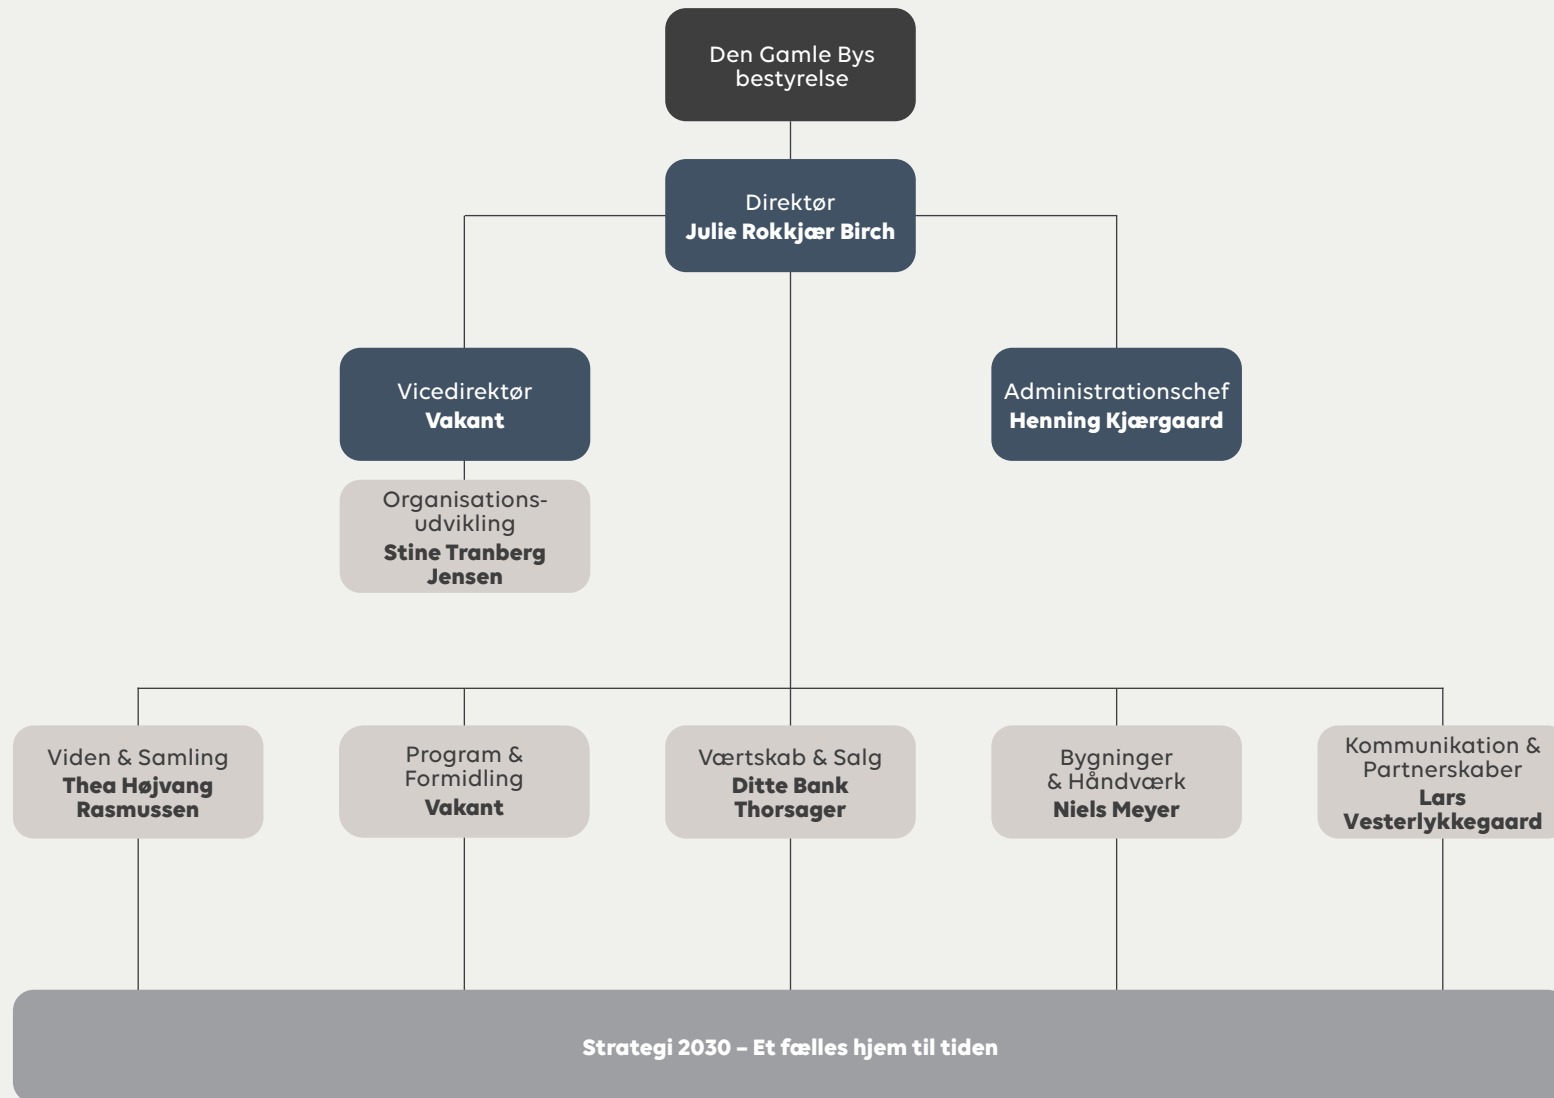 Den Gamle Bys
bestyrelse
Direktør
Julie Rokkjær Birch
Vicedirektør
Vakant
Administrationschef
Henning Kjærgaard
Organisations-
udvikling
Stine Tranberg
Jensen
Viden & Samling
Thea Højvang
Rasmussen
Program &
Formidling
Vakant
Værtskab & Salg
Ditte Bank
Thorsager
Bygninger
& Håndværk
Niels Meyer
Kommunikation &
Partnerskaber
Lars
Vesterlykkegaard
Strategi 2030 – Et fælles hjem til tiden